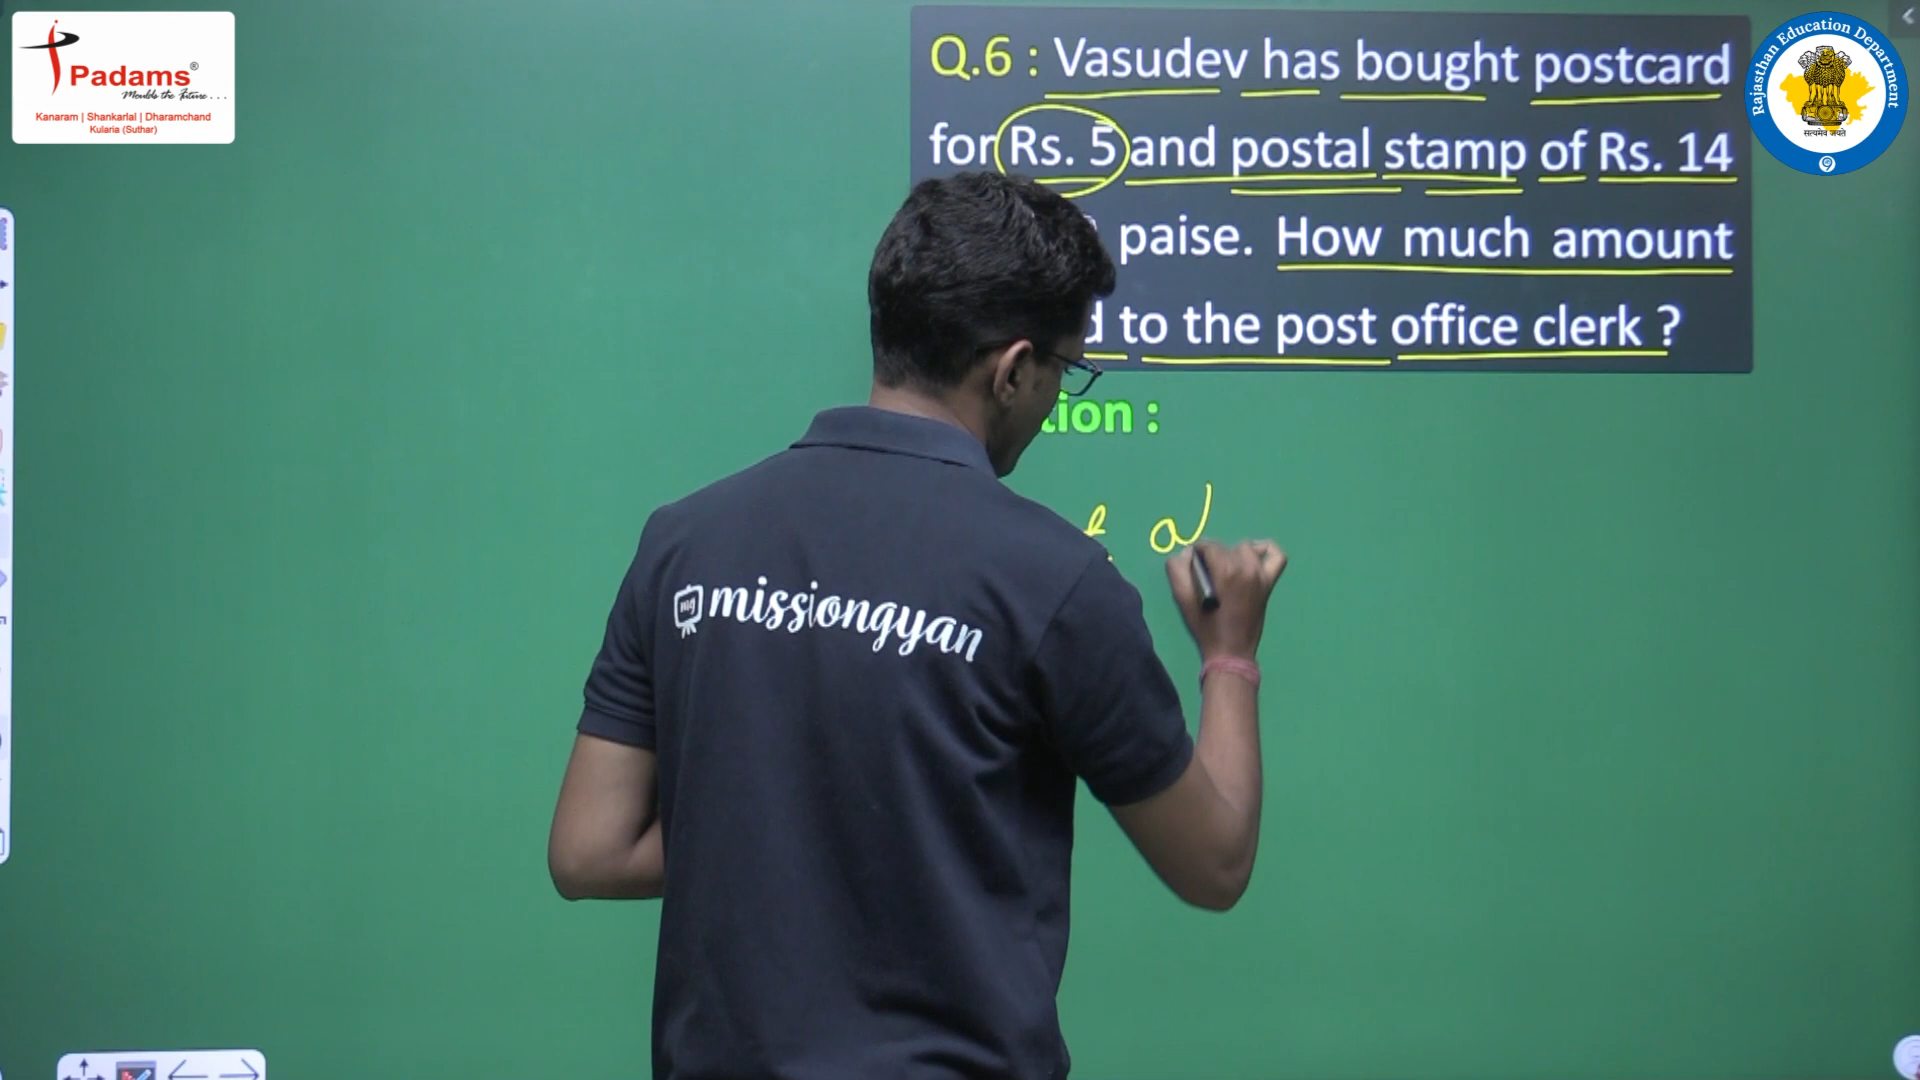 Padams®
Moulds the Future...
Kanaram | Shankarlal | Dharamchand
Kularia (Suthar)
Q.6 : Vasudev has bought postcard
for Rs. 5 and postal stamp of Rs. 14
paise. How much amount
to the post office clerk ?
Rajasthan Education Department
सत्यमेव जयते
mg missiongyan